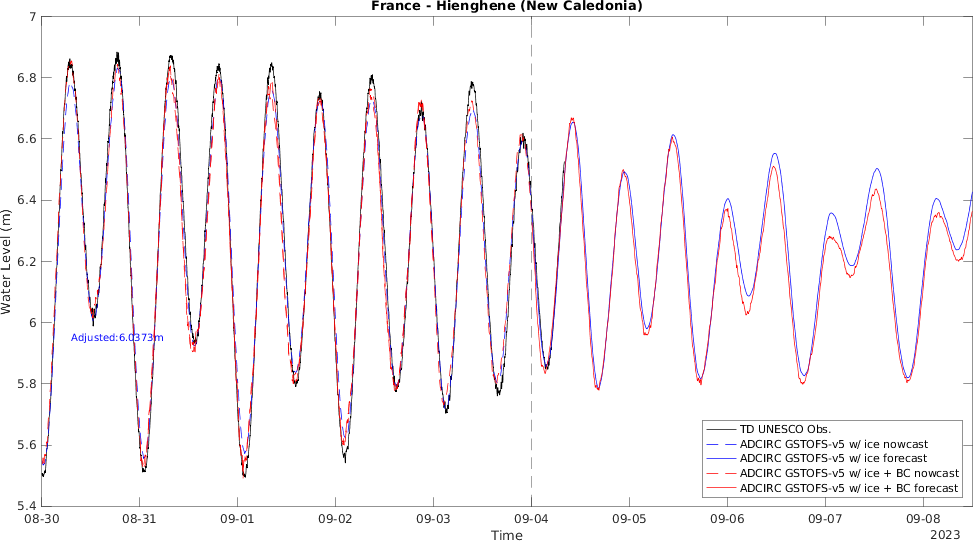 France - Hienghene (New Caledonia)
7
6.8
6.6
6.4
6.2
6
5.8
5.6
5.4
Water Level (m)
Adjusted:6.0373m
TD UNESCO Obs.
ADCIRC GSTOFS-v5 w/ ice nowcast
ADCIRC GSTOFS-v5 w/ ice forecast
ADCIRC GSTOFS-v5 w/ ice + BC nowcast
ADCIRC GSTOFS-v5 w/ ice + BC forecast
08-30 08-31 09-01 09-02 09-03 09-04 09-05 09-06 09-07 09-08
Time
2023